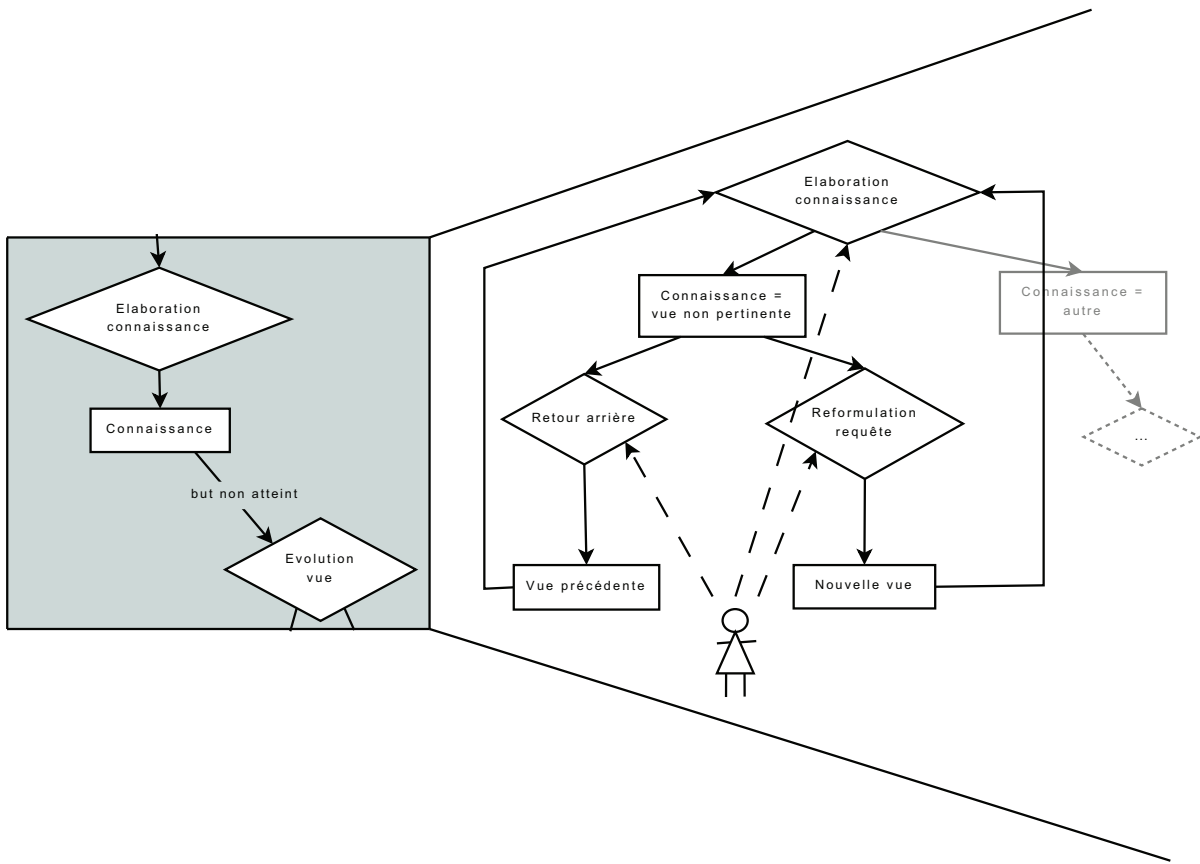 Elaboration
connaissance
Connaissance
but non atteint
Evolution
vue
Elaboration
connaissance
Connaissance =
vue non pertinente
Connaissance =
autre
Retour arrière
Reformulation
requête
...
Vue précédente
Nouvelle vue